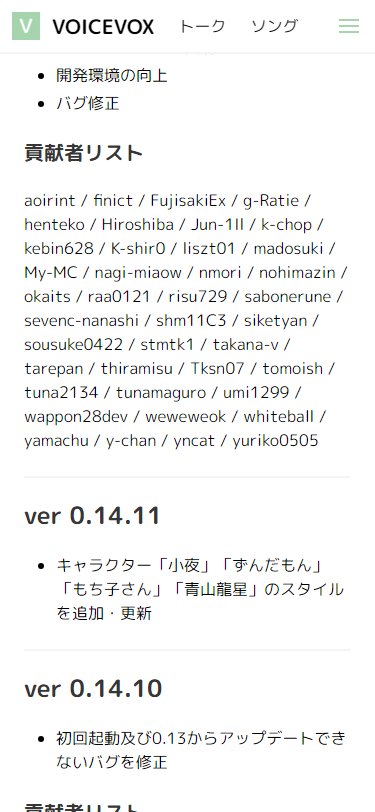 V VOICEVOX トーク ソング
開発環境の向上
バグ修正
貢献者リスト
aoirint / finict / FujisakiEx / g-Ratie /
henteko / Hiroshiba / Jun-1ll / k-chop /
kebin628 / K-shir0 / liszt01 / madosuki /
My-MC / nagi-miaow / nmori / nohimazin /
okaits / raa0121 / risu729 / sabonerune /
sevenc-nanashi / shm11C3 / siketyan /
sousuke0422 / stmtk1 / takana-v /
tarepan / thiramisu / Tksn07 / tomoish /
tuna2134 / tunamaguro / umi1299 /
wappon28dev / weweweok / whiteball /
yamachu / y-chan / yncat / yuriko0505
ver 0.14.11
キャラクター「小夜」「ずんだもん」
「もち子さん」「青山龍星」のスタイル
を追加・更新
ver 0.14.10
初回起動及び0.13からアップデートでき
ないバグを修正
貢献者リスト